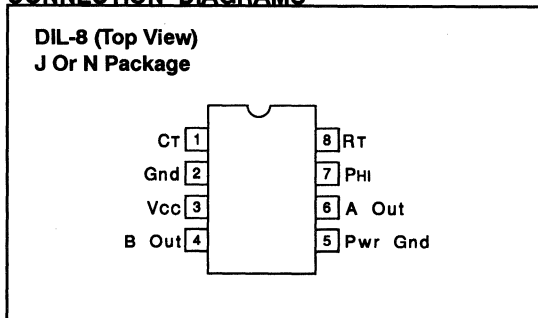 CONNECTION DIAGRAMS
DIL-8 (Top View)
J Or N Package
CT 1 8 RT
Gnd 2 7 PHI
Vcc 3 6 A Out
B Out 4 5 Pwr Gnd